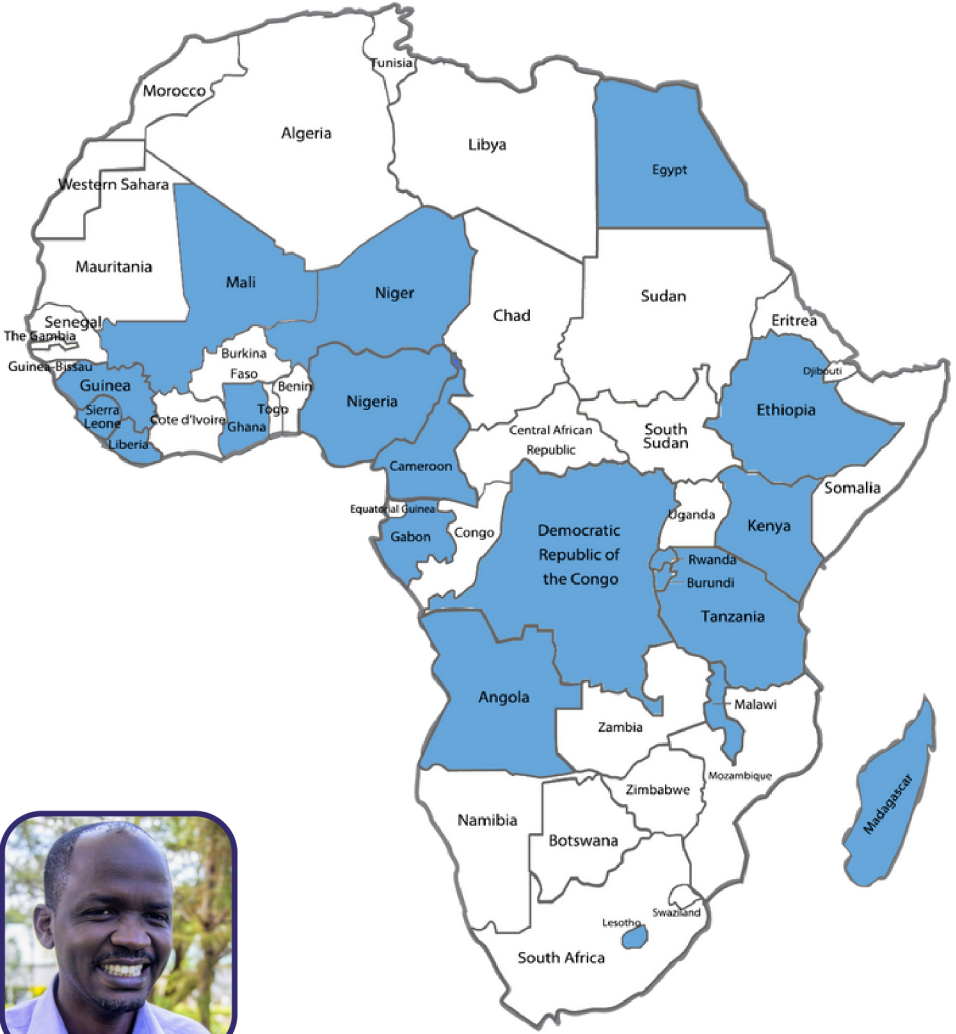 Tunisia
Morocco
Algeria
Libya
Egypt
Western Sahara
Mauritania
Mali
Niger
Chad
Sudan
Senegal
The Gambia
Guinea-Bissau
Guinea
Sierra
Leone
Liberia
Cote d'Ivoire
Burkina
Faso
Ghana
Togo
Benin
Nigeria
Cameroon
Eritrea
Djibouti
Ethiopia
Somalia
South
Sudan
Central African
Republic
Equatorial Guinea
Gabon
Congo
Democratic
Republic of
the Congo
Uganda
Kenya
Rwanda
Burundi
Tanzania
Angola
Zambia
Malawi
Mozambique
Zimbabwe
Madagascar
Namibia
Botswana
Swaziland
Lesotho
South Africa